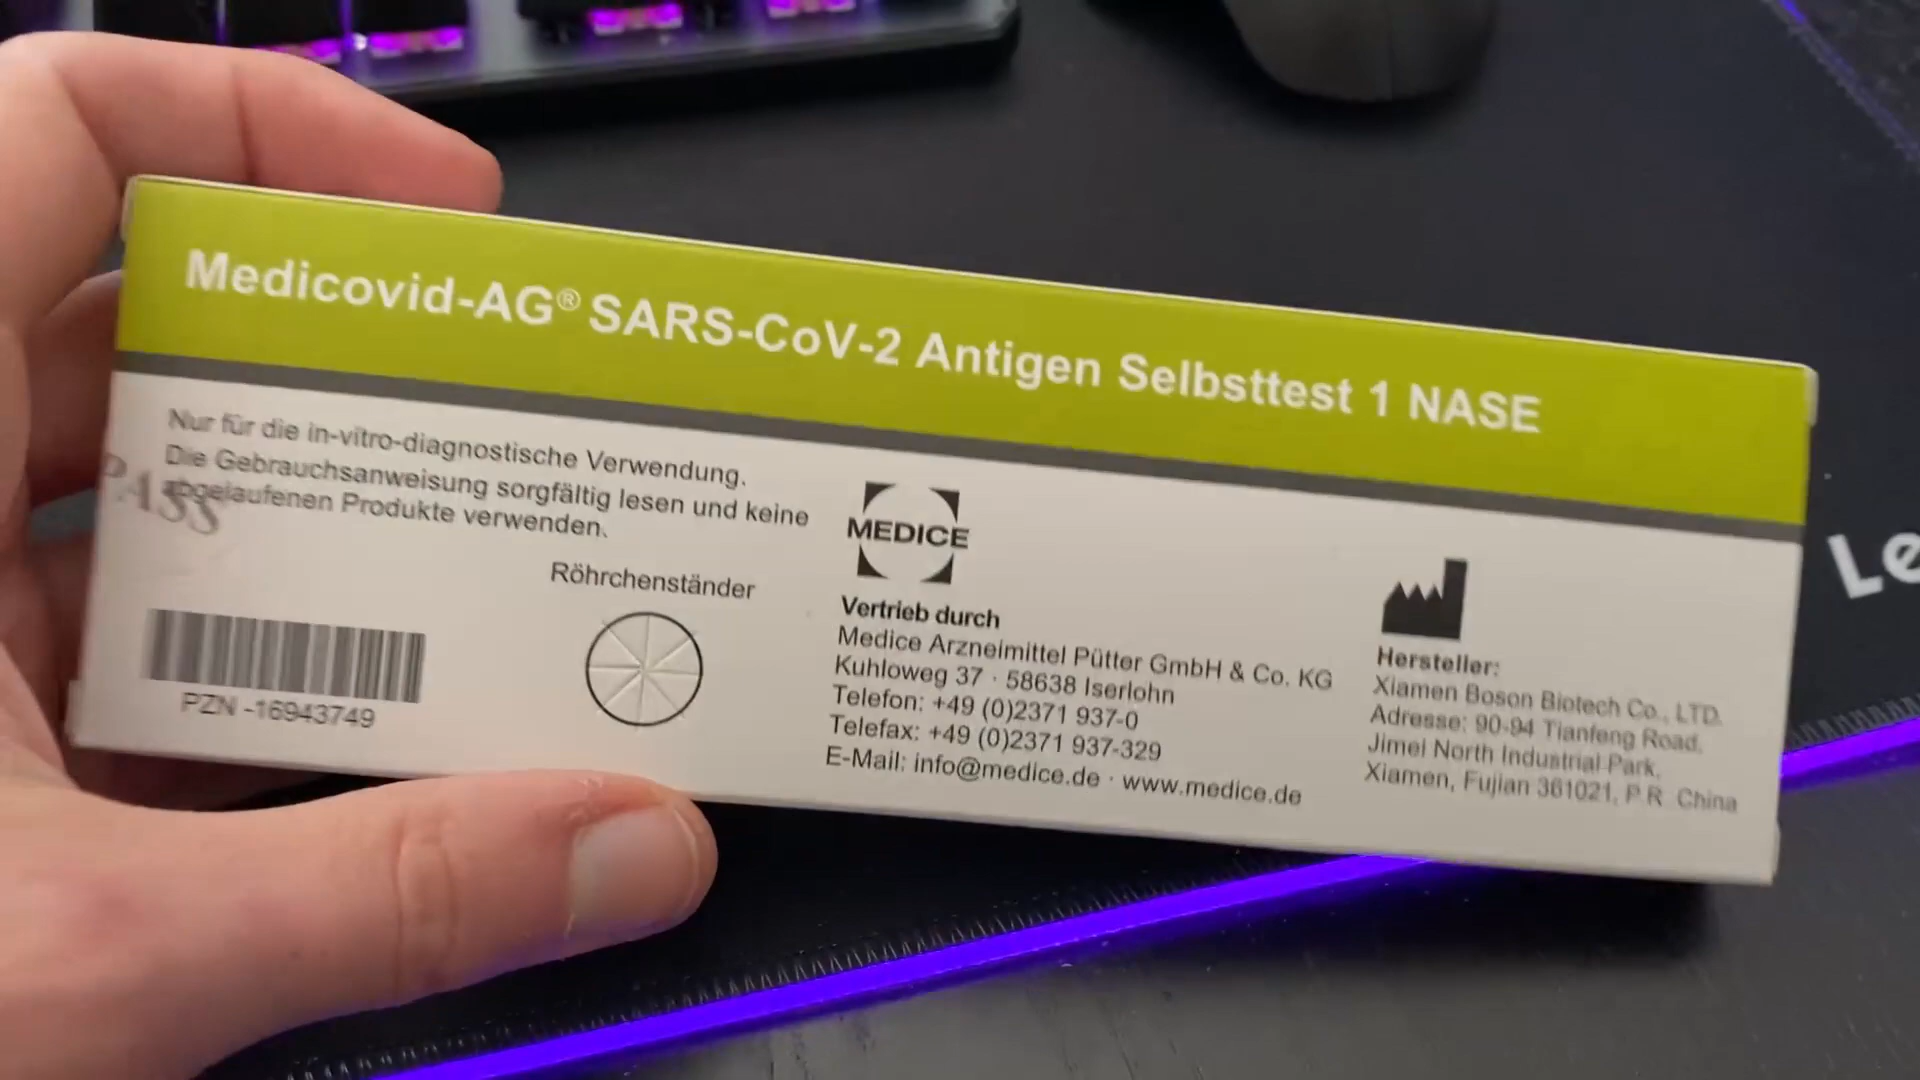 Medicovid-AG® SARS-CoV-2 Antigen Selbsttest 1 NASE
Nur für die in-vitro-diagnostische Verwendung.
Die Gebrauchsanweisung sorgfältig lesen und keine
abgelaufenen Produkte verwenden.
PASS
Röhrchenständer
PZN -16943749
MEDICE
Vertrieb durch
Medice Arzneimittel Pütter GmbH & Co. KG
Kuhloweg 37 · 58638 Iserlohn
Telefon: +49 (0)2371 937-0
Telefax: +49 (0)2371 937-329
E-Mail: info@medice.de · www.medice.de
Hersteller:
Xiamen Boson Biotech Co., LTD.
Adresse: 90-94 Tianfeng Road,
Jimei North Industrial Park,
Xiamen, Fujian 361021, P.R. China
Le